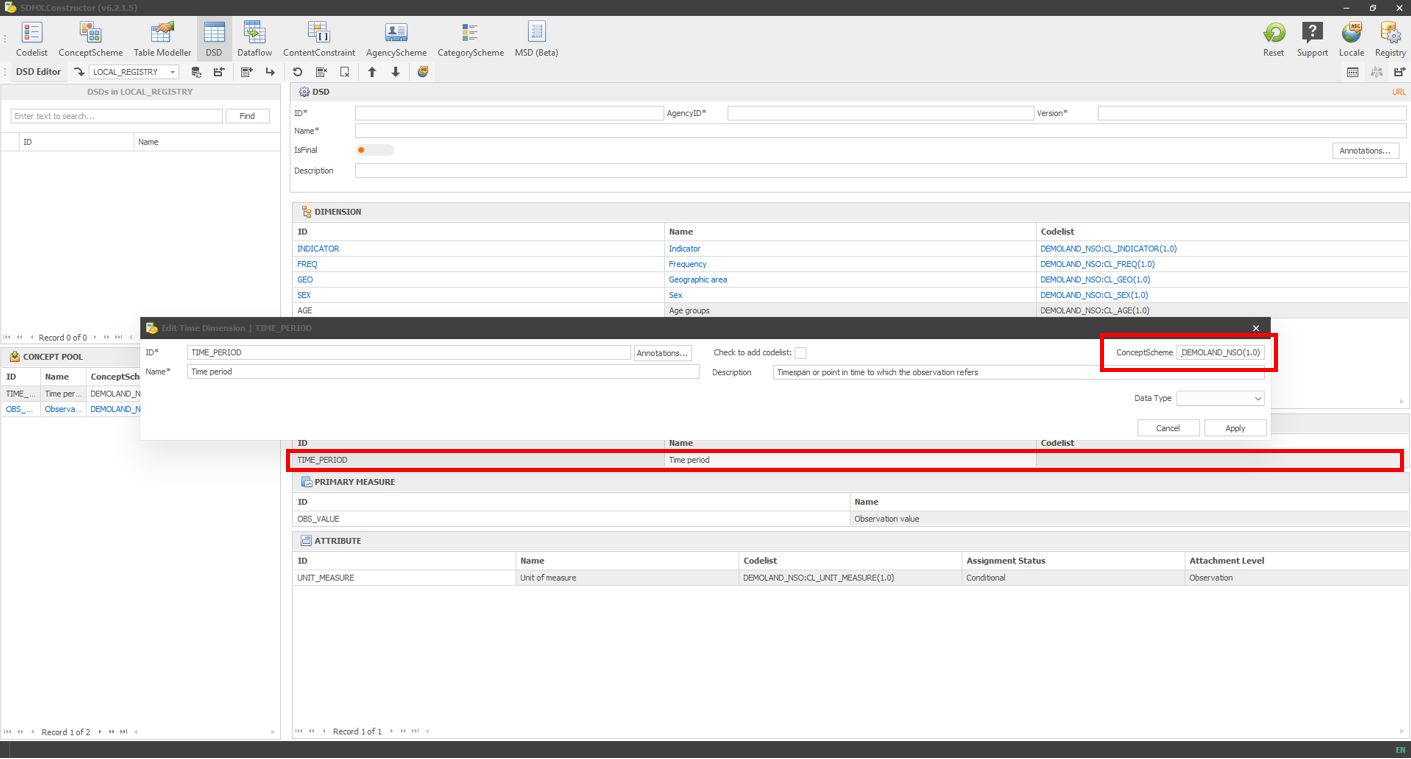 SDMX.Constructor (v6.2.1.5)
Codelist ConceptScheme Table Modeller DSD Dataflow ContentConstraint AgencyScheme CategoryScheme MSD (Beta) Reset Support Locale Registry
DSD Editor LOCAL_REGISTRY
DSDs in LOCAL_REGISTRY
Enter text to search... Find
ID Name
Record 0 of 0
CONCEPT POOL
ID Name ConceptSch
TIME_... Time per... DEMOLAND_N
OBS_... Observa... DEMOLAND_N
Record 1 of 2
DSD URL
ID* AgencyID* Version*
Name*
IsFinal Annotations...
Description
DIMENSION
ID Name Codelist
INDICATOR Indicator DEMOLAND_NSO:CL_INDICATOR(1.0)
FREQ Frequency DEMOLAND_NSO:CL_FREQ(1.0)
GEO Geographic area DEMOLAND_NSO:CL_GEO(1.0)
SEX Sex DEMOLAND_NSO:CL_SEX(1.0)
AGE Age groups DEMOLAND_NSO:CL_AGE(1.0)
Edit Time Dimension | TIME_PERIOD
ID* TIME_PERIOD Annotations... Check to add codelist: ConceptScheme _DEMOLAND_NSO(1.0)
Name* Time period Description Timespan or point in time to which the observation refers
Data Type
Cancel Apply
ID Name Codelist
TIME_PERIOD Time period
PRIMARY MEASURE
ID Name
OBS_VALUE Observation value
ATTRIBUTE
ID Name Codelist Assignment Status Attachment Level
UNIT_MEASURE Unit of measure DEMOLAND_NSO:CL_UNIT_MEASURE(1.0) Conditional Observation
Record 1 of 1
EN